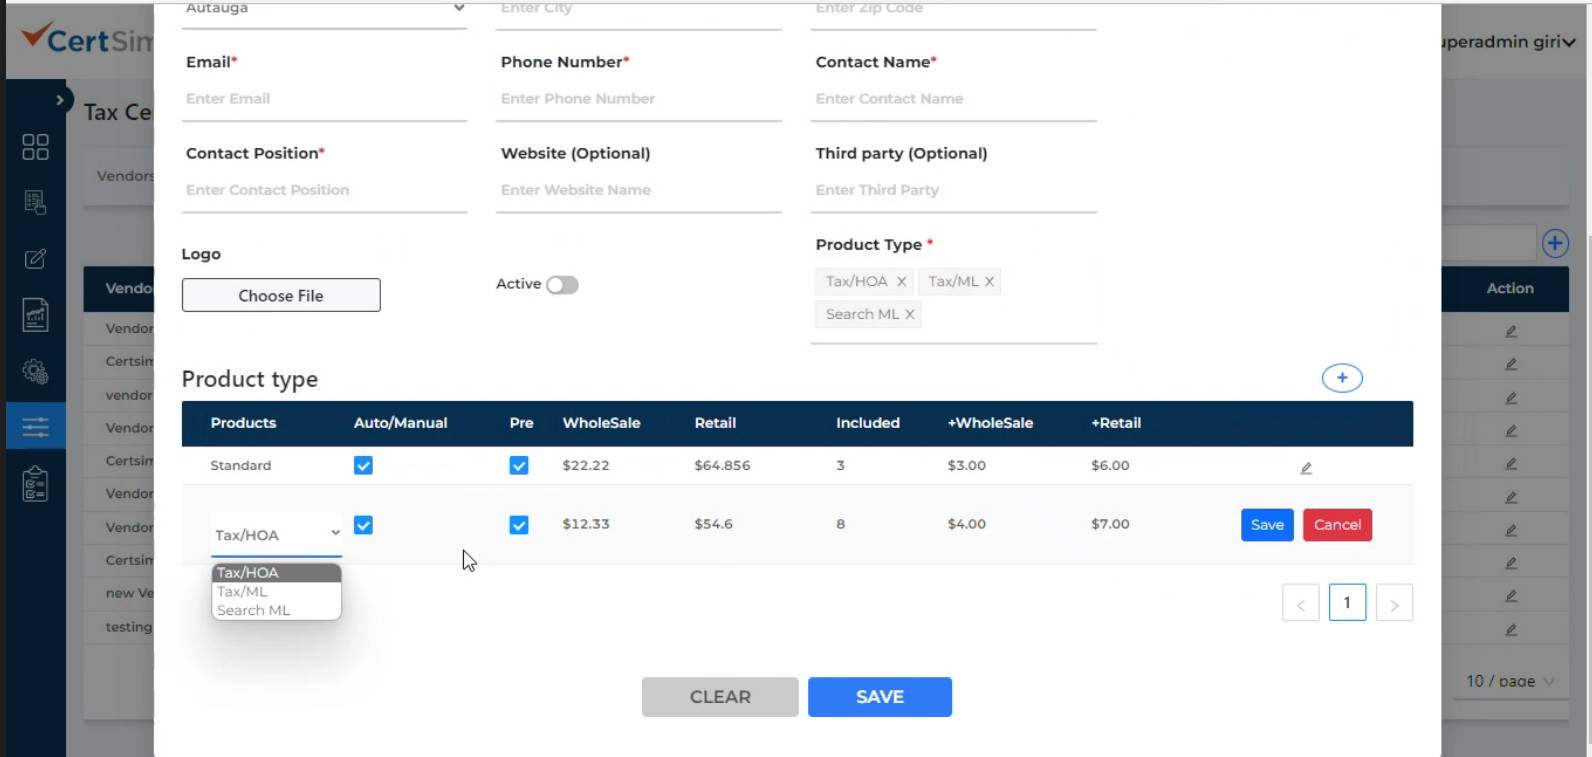 Autauga
Enter City
Enter Zip Code
CertSim
uperadmin giri
Email*
Phone Number*
Contact Name*
Enter Email
Enter Phone Number
Enter Contact Name
Tax Ce
Contact Position*
Website (Optional)
Third party (Optional)
Vendors
Enter Contact Position
Enter Website Name
Enter Third Party
Logo
Product Type *
Choose File
Active
Tax/HOA X
Tax/ML X
Search ML X
Vendo
Action
Vendor
Certsim
vendor
Vendor
Certsim
Vendor
Vendor
Certsim
new Ve
testing
Product type
+
Products Auto/Manual Pre WholeSale Retail Included +WholeSale +Retail
Standard $22.22 $64.856 3 $3.00 $6.00
Tax/HOA $12.33 $54.6 8 $4.00 $7.00 Save Cancel
Tax/HOA
Tax/ML
Search ML
< 1 >
10 / page
CLEAR SAVE